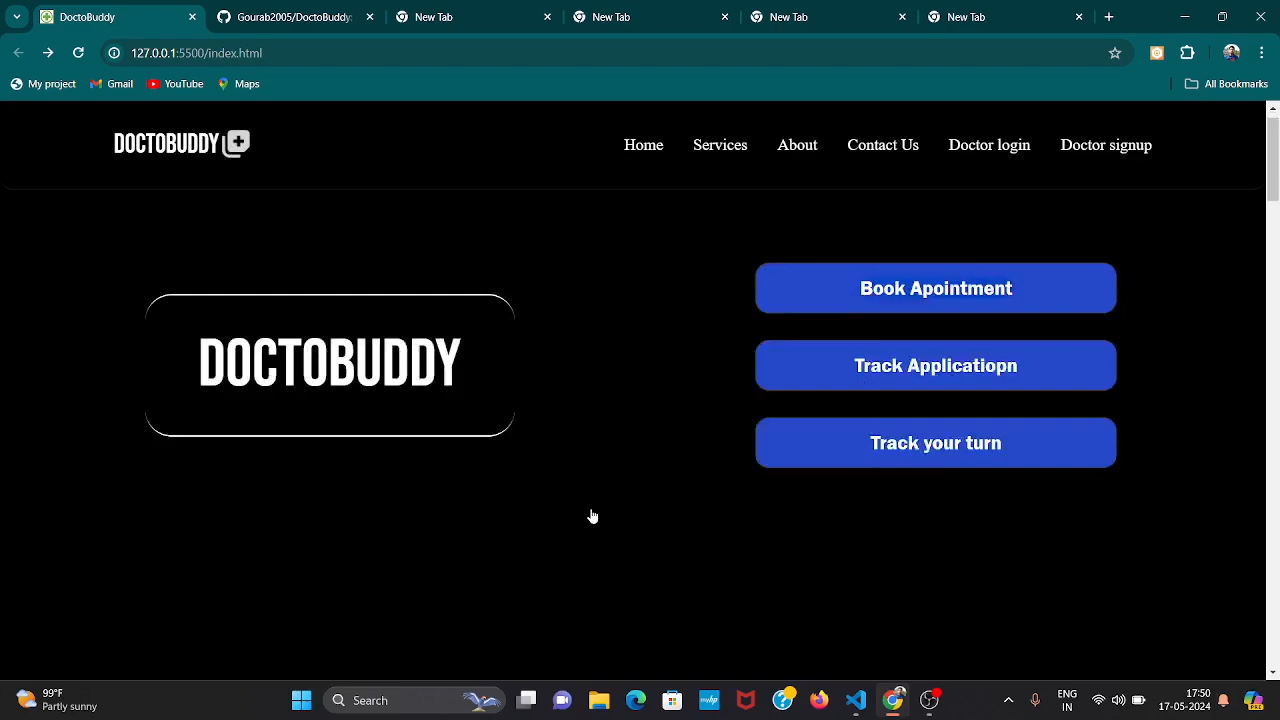 DoctoBuddy
Gourab2005/DoctoBuddy:
New Tab
New Tab
New Tab
New Tab
127.0.0.1:5500/index.html
My project
Gmail
YouTube
Maps
All Bookmarks
DOCTOBUDDY
Home
Services
About
Contact Us
Doctor login
Doctor signup
DOCTOBUDDY
Book Apointment
Track Applicatiopn
Track your turn
99°F
Partly sunny
Search
myhp
ENG
IN
17:50
17-05-2024
PRE